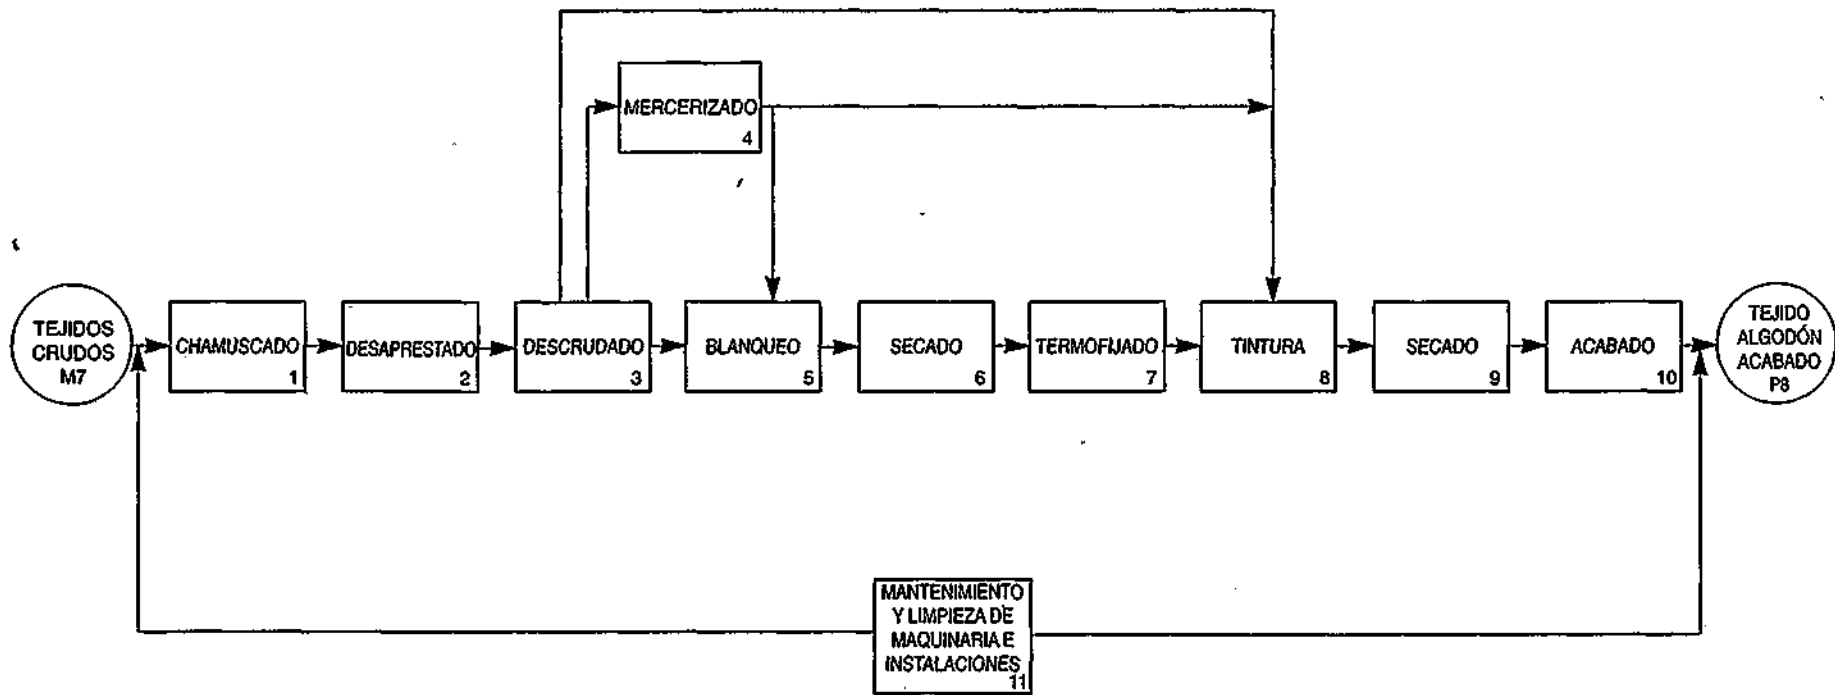 MERCERIZADO
4
TEJIDOS
CRUDOS
M7
CHAMUSCADO
1
DESAPRESTADO
2
DESCRUDADO
3
BLANQUEO
5
SECADO
6
TERMOFIJADO
7
TINTURA
8
SECADO
9
ACABADO
10
TEJIDO
ALGODÓN
ACABADO
P8
MANTENIMIENTO
Y LIMPIEZA DE
MAQUINARIA E
INSTALACIONES
11